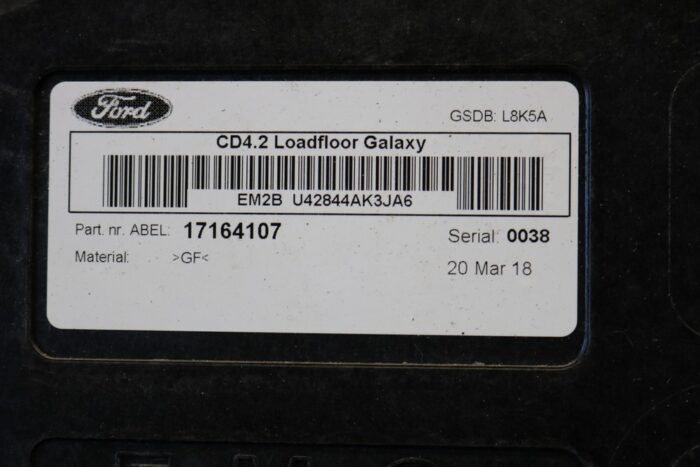 Ford
GSDB: L8K5A
CD4.2 Loadfloor Galaxy
EM2B U42844AK3JA6
Part. nr. ABEL: 17164107
Serial: 0038
Material: >GF<
20 Mar 18